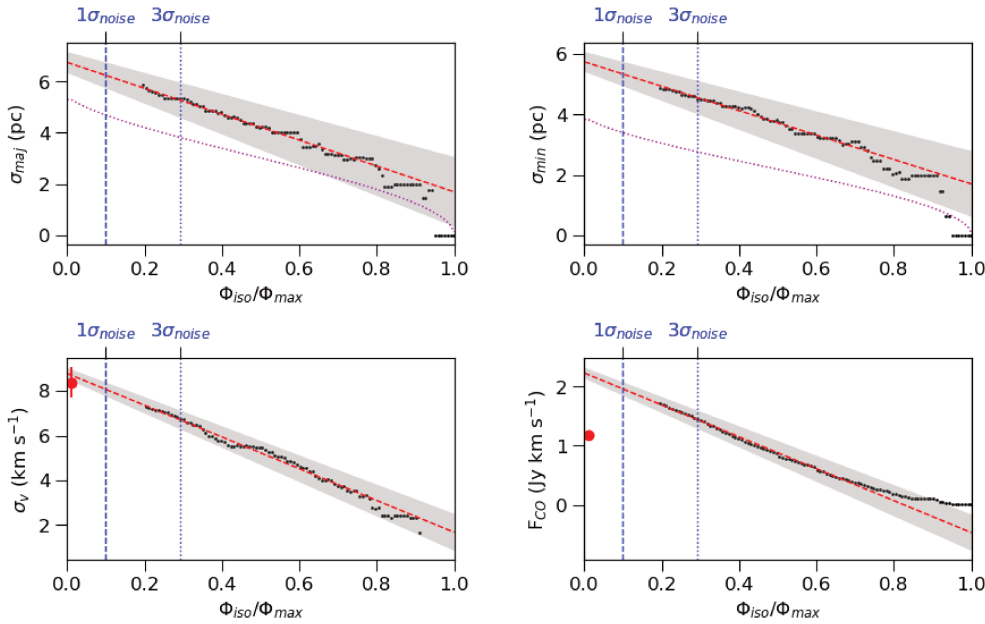 1σnoise 3σnoise 1σnoise 3σnoise
6
4
2
0
σmaj (pc)
0.0 0.2 0.4 0.6 0.8 1.0
Φiso/Φmax
6
4
2
0
σmin (pc)
0.0 0.2 0.4 0.6 0.8 1.0
Φiso/Φmax
1σnoise 3σnoise 1σnoise 3σnoise
8
6
4
2
σv (km s−1)
0.0 0.2 0.4 0.6 0.8 1.0
Φiso/Φmax
2
1
0
FCO (Jy km s−1)
0.0 0.2 0.4 0.6 0.8 1.0
Φiso/Φmax